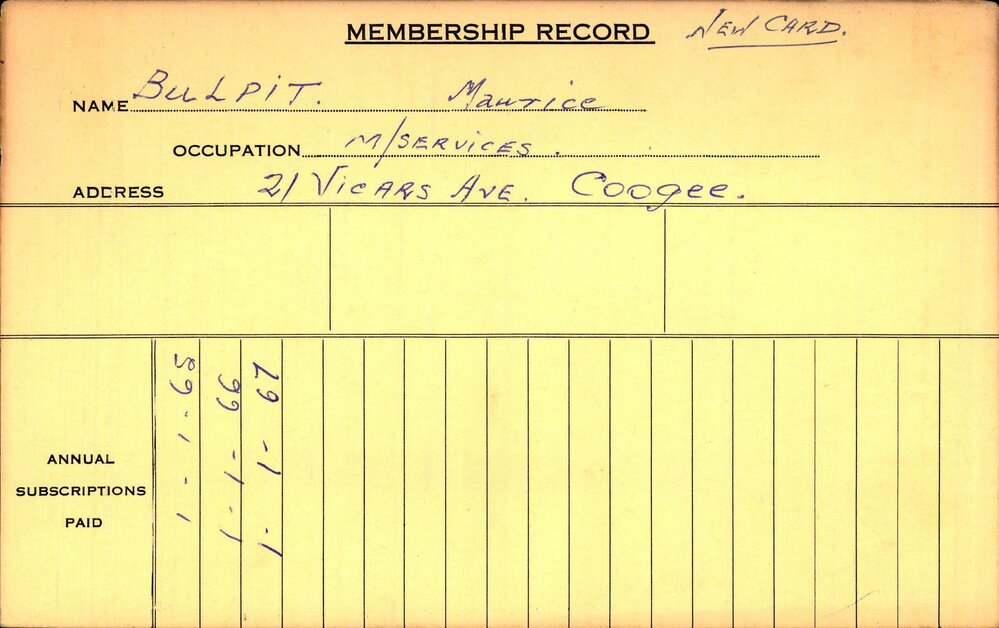 MEMBERSHIP RECORD NEW CARD.
NAME BULPIT. Maurice
OCCUPATION M/SERVICES.
ADDRESS 21 VICARS AVE. Coogee.
ANNUAL
SUBSCRIPTIONS
PAID
1-1-65
1-1-66
1-1-67